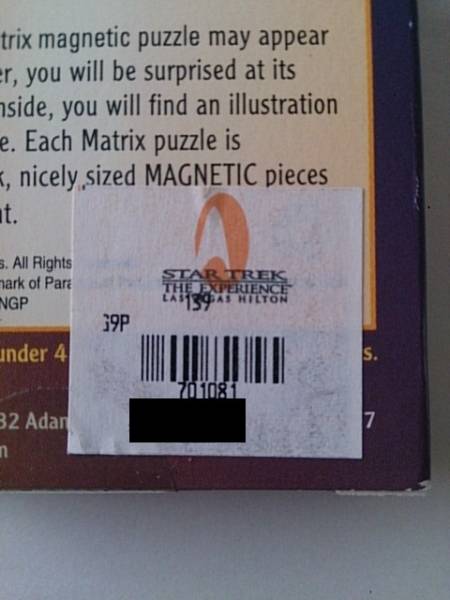 trix magnetic puzzle may appear
er, you will be surprised at its
nside, you will find an illustration
e. Each Matrix puzzle is
k, nicely sized MAGNETIC pieces
nt.
s. All Rights
mark of Para
NGP
STAR TREK
THE EXPERIENCE
LAS VEGAS HILTON
139
39P
701081
under 4
s.
32 Adan
7
m